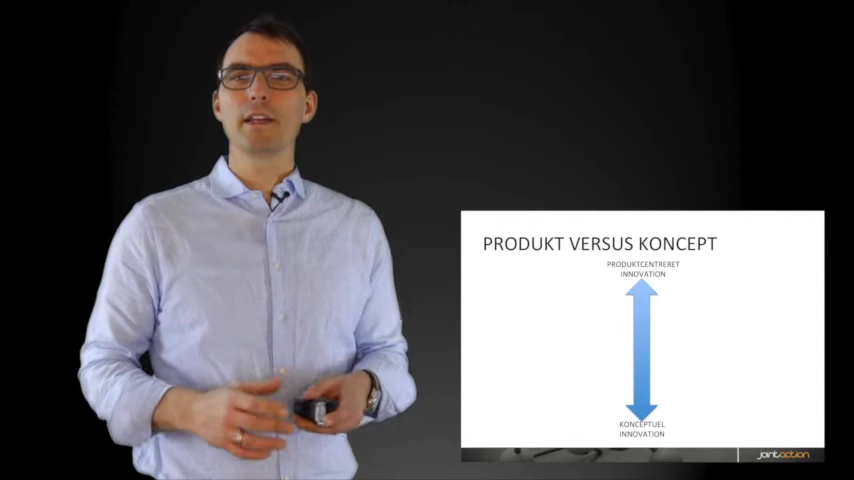 PRODUKT VERSUS KONCEPT
PRODUKTCENTRERET
INNOVATION
KONCEPTUEL
INNOVATION
jointaction